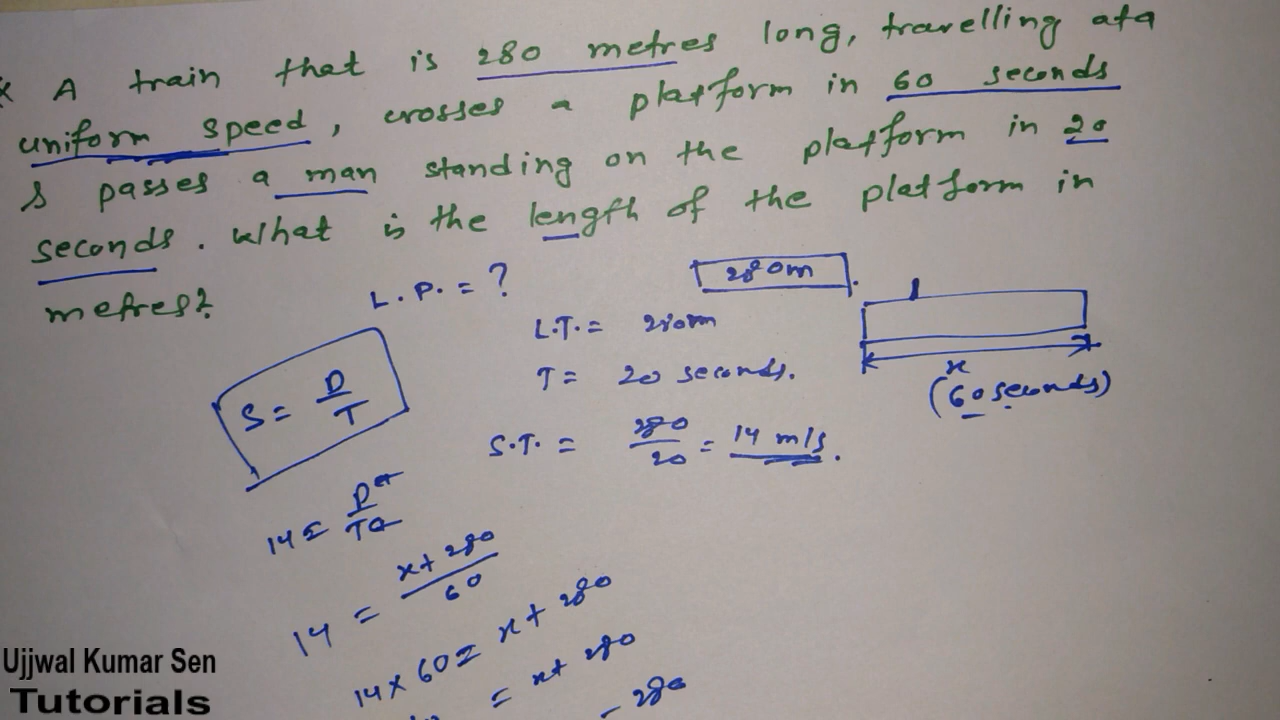 A train that is 280 metres long, travelling at a
uniform speed, crosses a platform in 60 seconds
& passes a man standing on the platform in 20
seconds. What is the length of the platform in
metres?
L.P. = ?
280m
L.T. = 280m
T = 20 seconds.
x
(60 seconds)
S = D/T
S.T. = 280/20 = 14 m/s.
14 = D/T
14 = x + 280/60
14 x 60 = x + 280
= x + 280
- 280
Ujjwal Kumar Sen
Tutorials